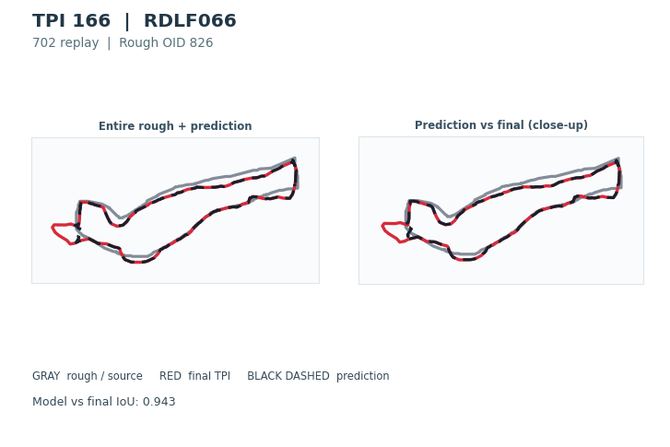 TPI 166 | RDLF066
702 replay | Rough OID 826
Entire rough + prediction
Prediction vs final (close-up)
GRAY rough / source RED final TPI BLACK DASHED prediction
Model vs final IoU: 0.943